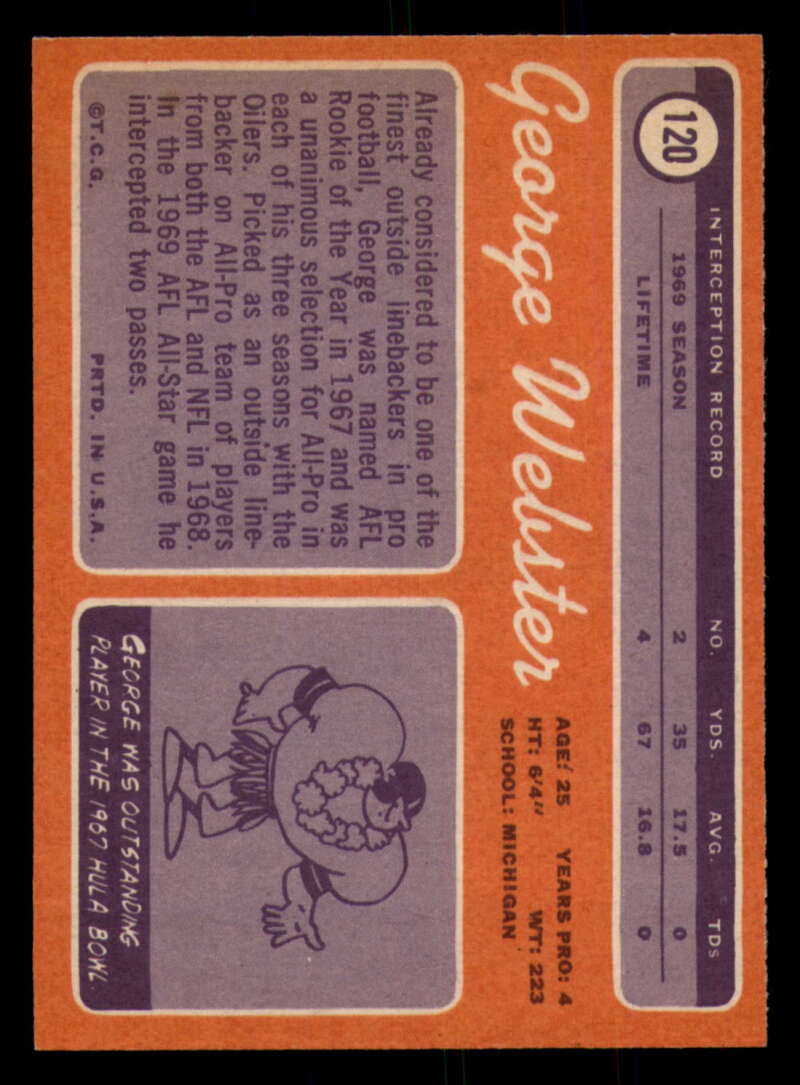 120
INTERCEPTION RECORD NO. YDS. AVG. TDs
1969 SEASON 2 35 17.5 0
LIFETIME 4 67 16.8 0
George Webster
AGE: 25 YEARS PRO: 4
HT: 6'4" WT: 223
SCHOOL: MICHIGAN
Already considered to be one of the
finest outside linebackers in pro
football, George was named AFL
Rookie of the Year in 1967 and was
a unanimous selection for All-Pro in
each of his three seasons with the
Oilers. Picked as an outside line-
backer on All-Pro team of players
from both the AFL and NFL in 1968.
In the 1969 AFL All-Star game he
intercepted two passes.
©T.C.G. PRTD. IN U.S.A.
GEORGE WAS OUTSTANDING
PLAYER IN THE 1967 HULA BOWL.